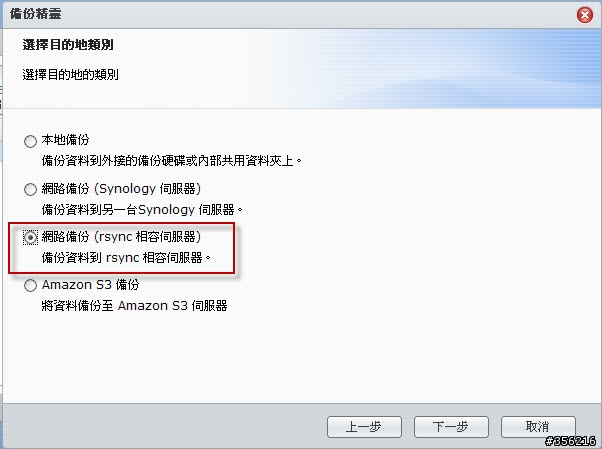 備份精靈
選擇目的地類別
選擇目的地的類別
本地備份
備份資料到外接的備份硬碟或內部共用資料夾上。
網路備份 (Synology 伺服器)
備份資料到另一台Synology 伺服器。
網路備份 (rsync 相容伺服器)
備份資料到 rsync 相容伺服器。
Amazon S3 備份
將資料備份至 Amazon S3 伺服器
上一步 下一步 取消
#356216